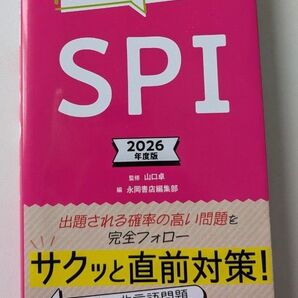 SPI
2026
年度版
監修 山口卓
編 永岡書店編集部
出題される確率の高い問題を
完全フォロー
サクッと直前対策！